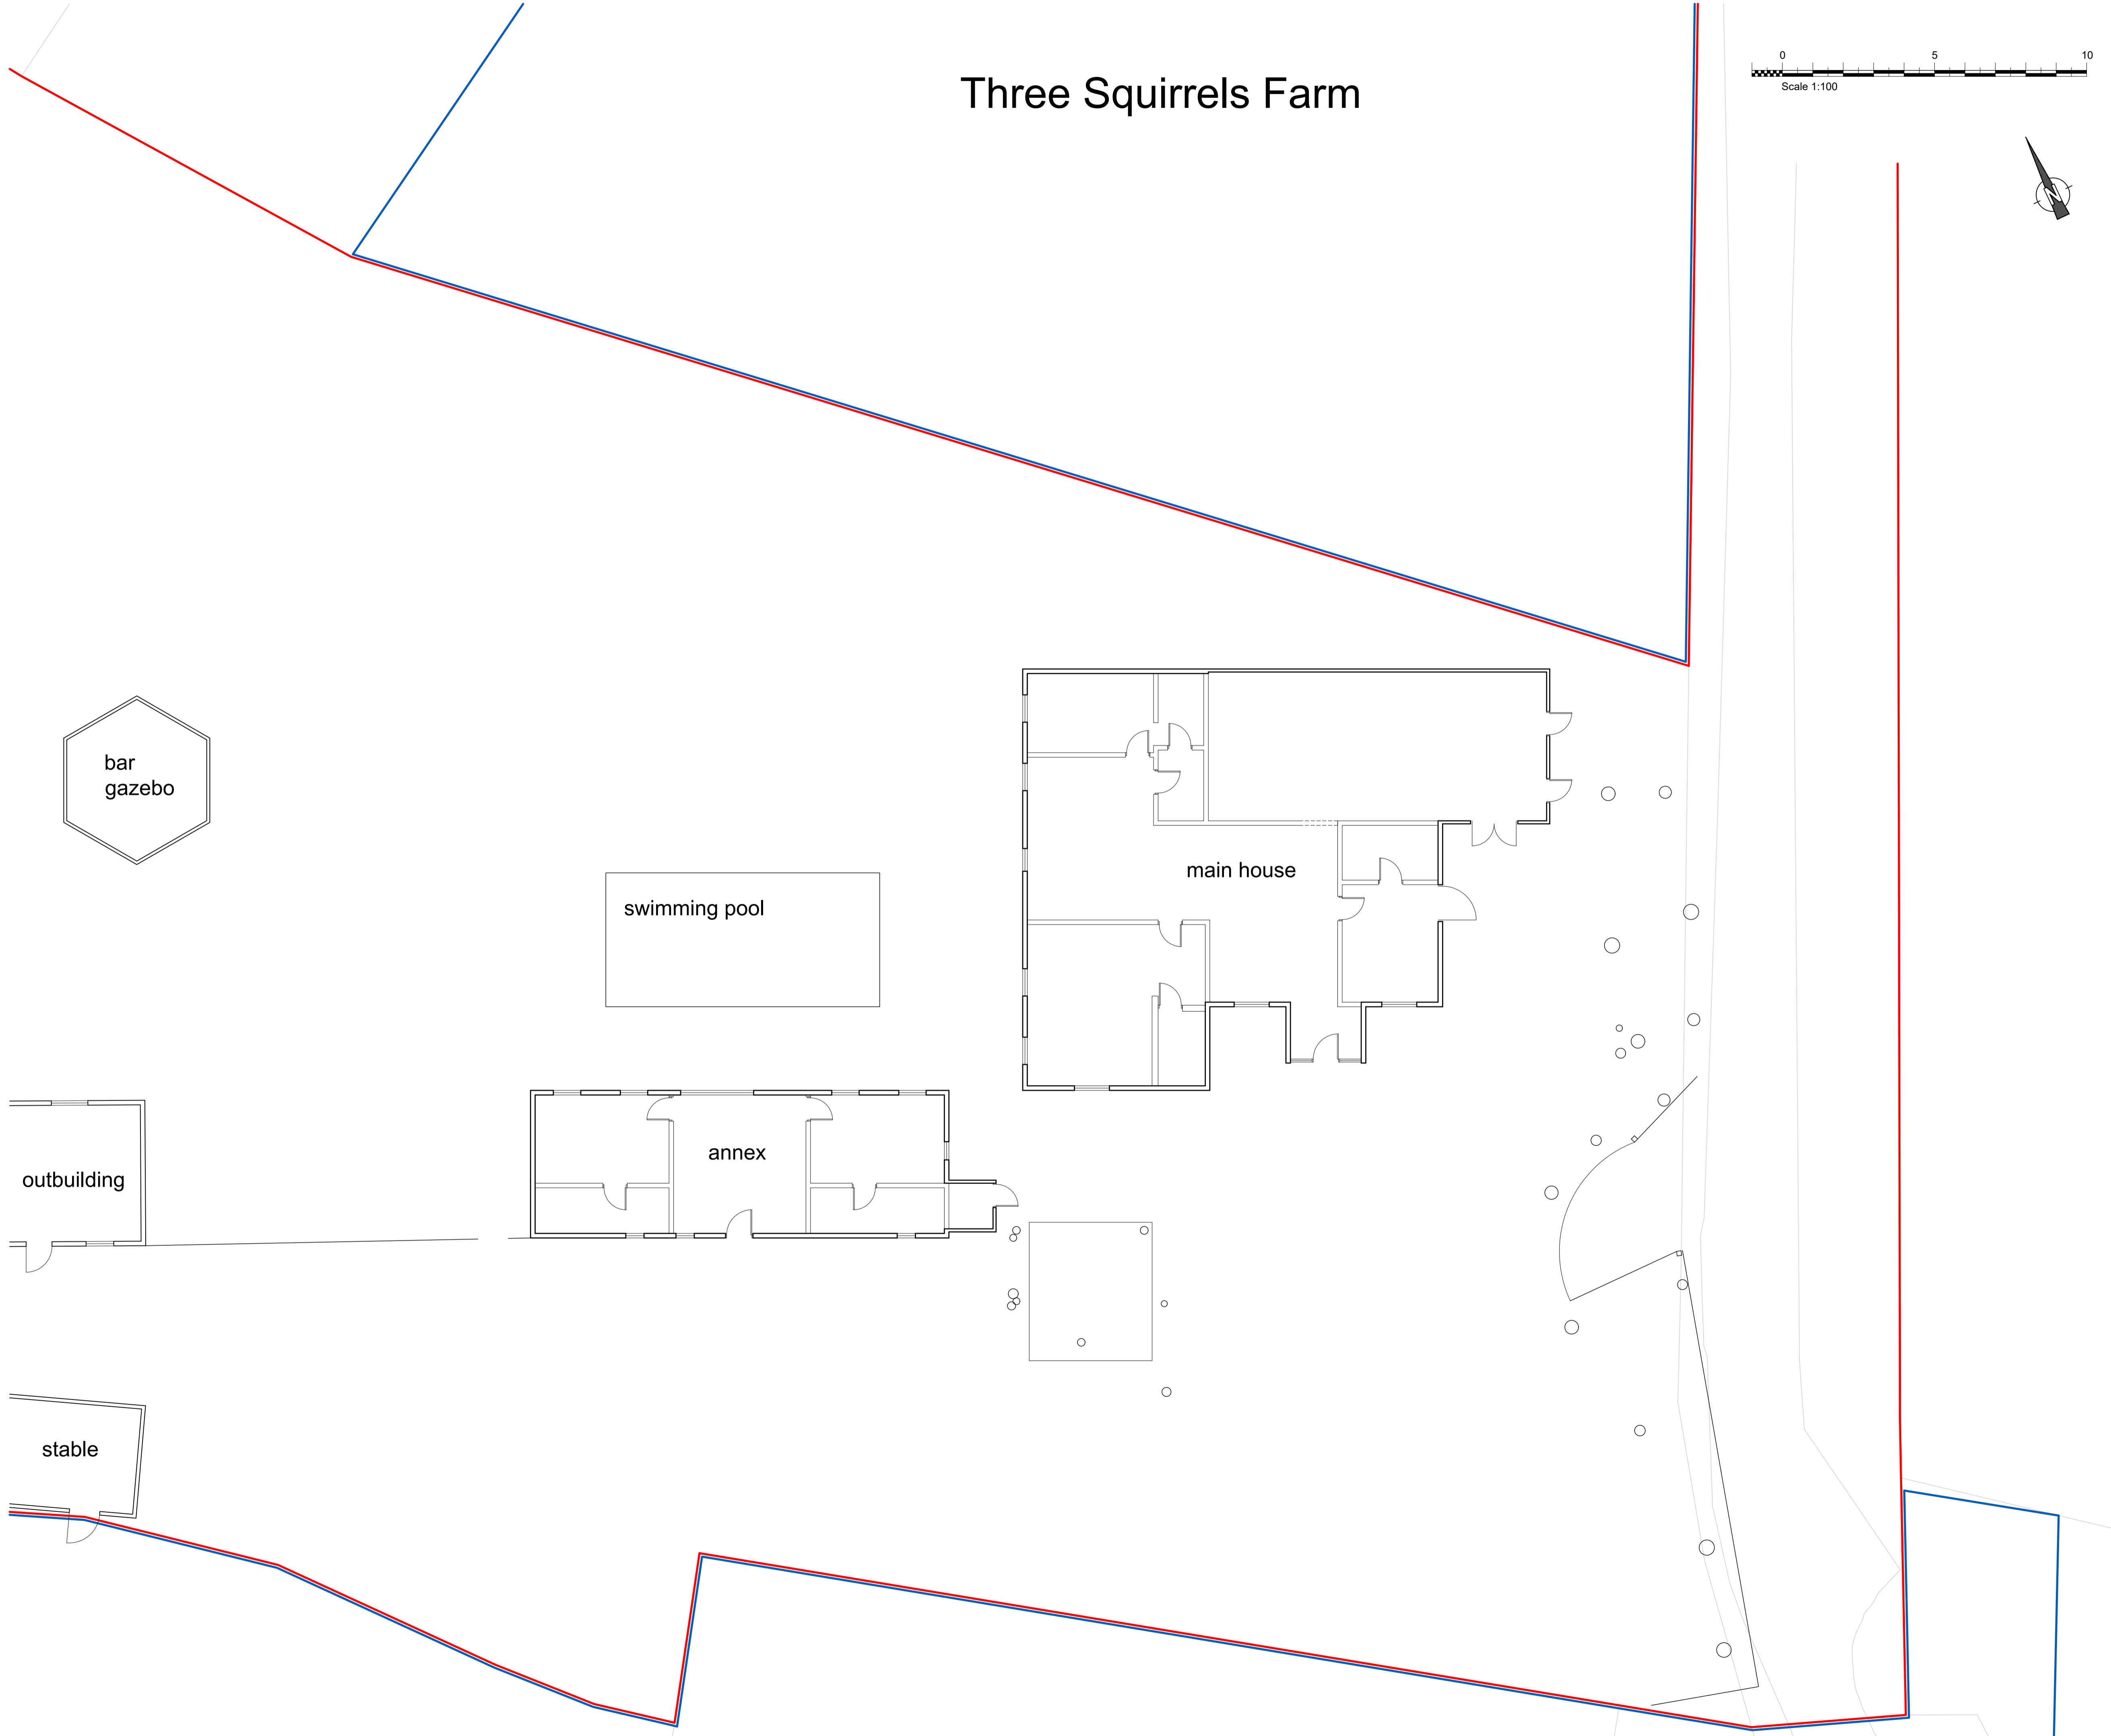 Three Squirrels Farm
0 5 10
Scale 1:100
N
bar
gazebo
main house
swimming pool
annex
outbuilding
stable